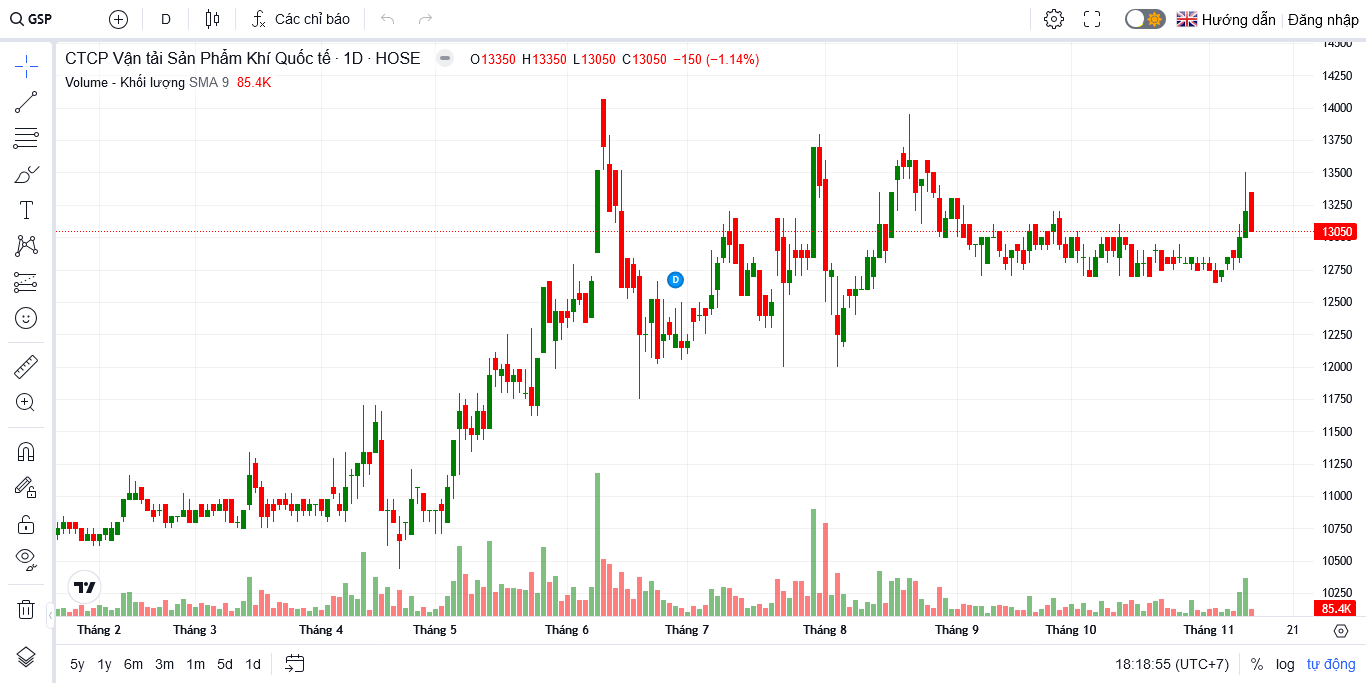 GSP D Các chỉ báo Hướng dẫn Đăng nhập
CTCP Vận tải Sản Phẩm Khí Quốc tế · 1D · HOSE O13350 H13350 L13050 C13050 −150 (−1.14%)
Volume - Khối lượng SMA 9 85.4K
14500
14250
14000
13750
13500
13250
13050
13000
12750
12500
12250
12000
11750
11500
11250
11000
10750
10500
10250
85.4K
D
Tháng 2 Tháng 3 Tháng 4 Tháng 5 Tháng 6 Tháng 7 Tháng 8 Tháng 9 Tháng 10 Tháng 11 21
5y 1y 6m 3m 1m 5d 1d 18:18:55 (UTC+7) % log tự động